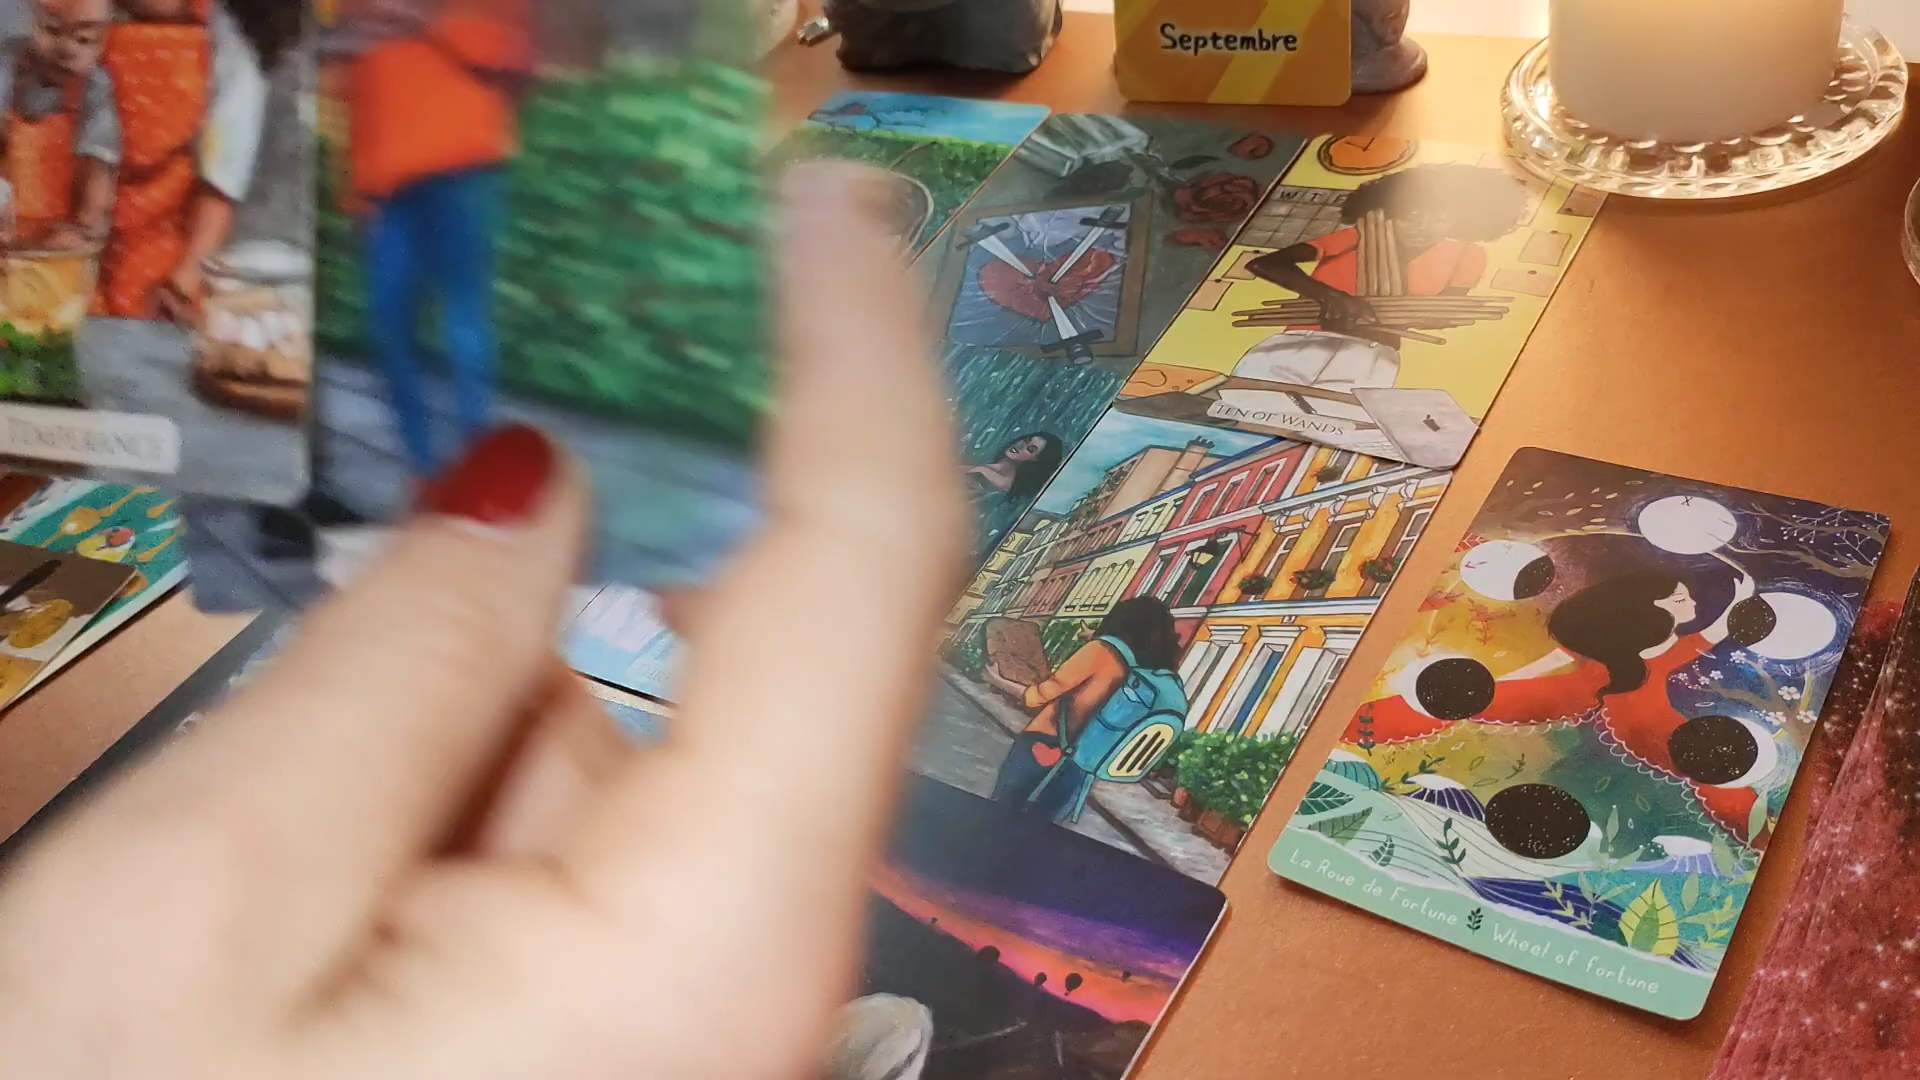 Septembre
W T F
TEN OF WANDS
TEMPERANCE
X
La Roue de Fortune Wheel of fortune